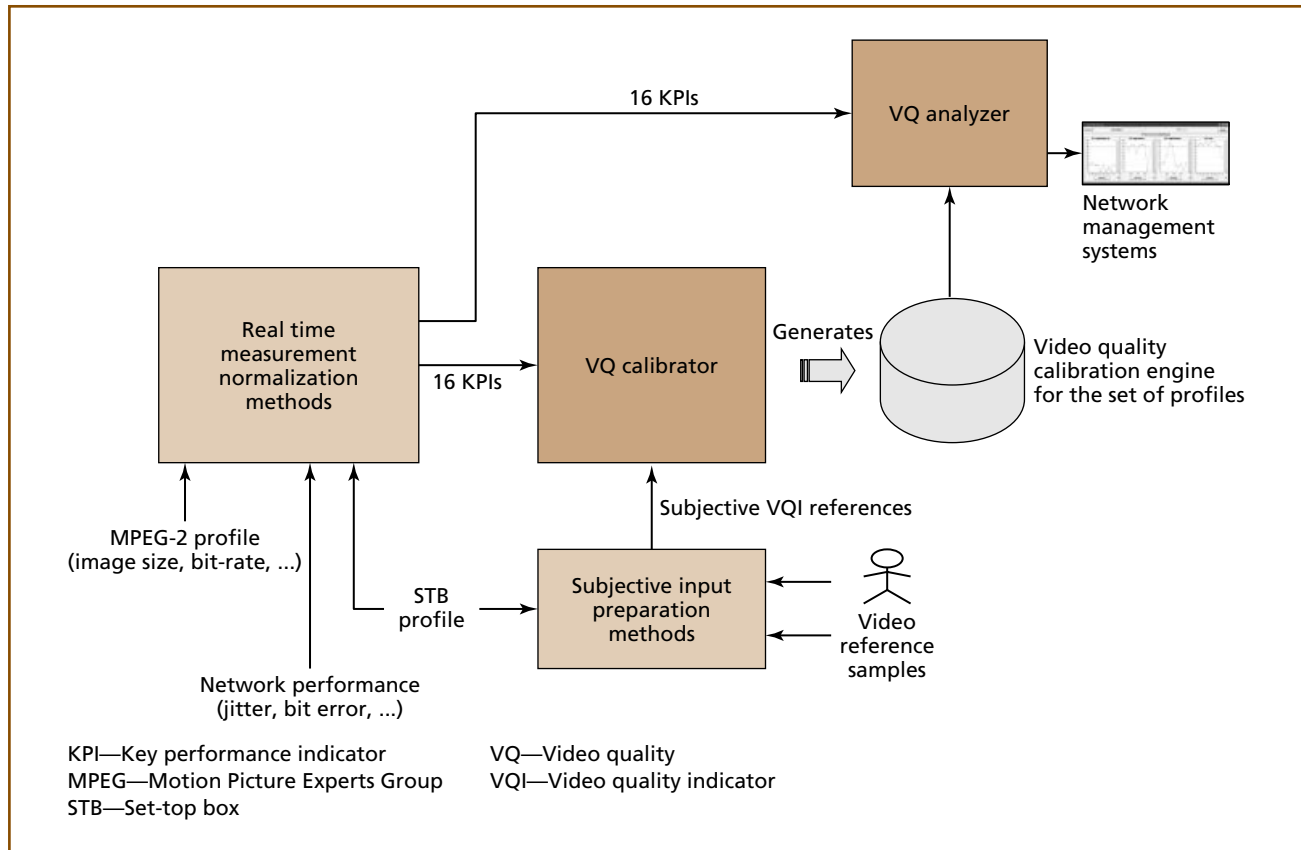 16 KPIs
VQ analyzer
Network
management
systems
Real time
measurement
normalization
methods
16 KPIs
VQ calibrator
Generates
Video quality
calibration engine
for the set of profiles
Subjective VQI references
MPEG-2 profile
(image size, bit-rate, ...)
STB
profile
Subjective input
preparation
methods
Video
reference
samples
Network performance
(jitter, bit error, ...)
KPI—Key performance indicator
MPEG—Motion Picture Experts Group
STB—Set-top box
VQ—Video quality
VQI—Video quality indicator